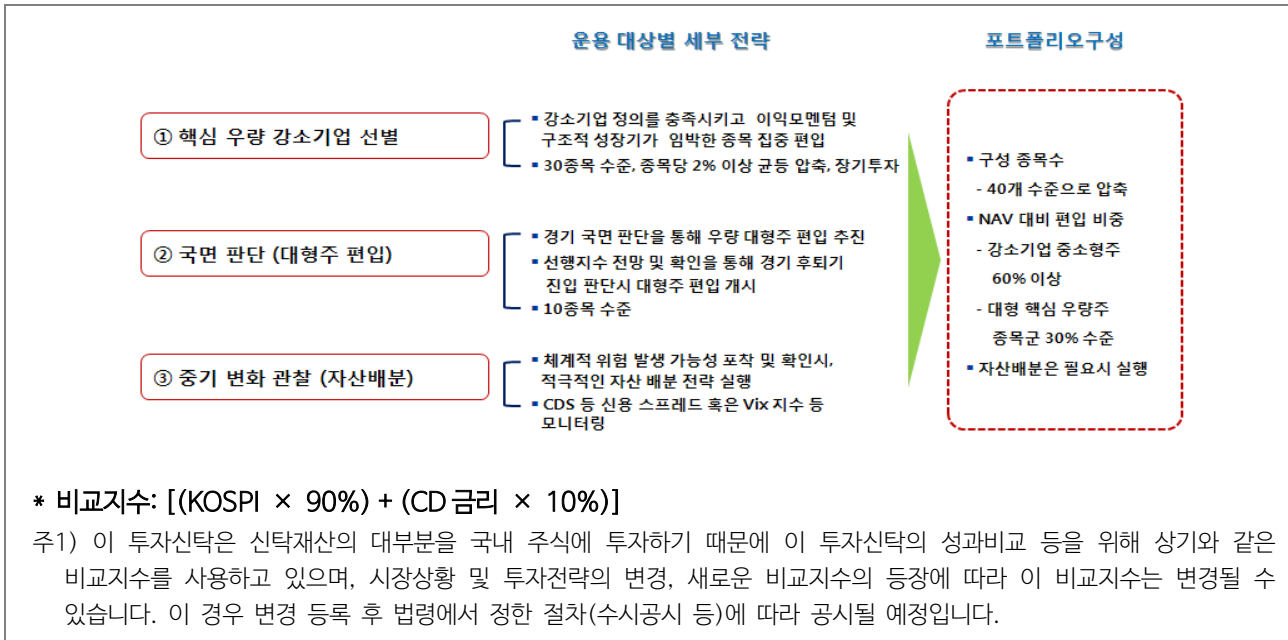 운용 대상별 세부 전략
포트폴리오구성
① 핵심 우량 강소기업 선별
▪ 강소기업 정의를 충족시키고 이익모멘텀 및
구조적 성장기가 임박한 종목 집중 편입
▪ 30종목 수준, 종목당 2% 이상 균등 압축, 장기투자
② 국면 판단 (대형주 편입)
▪ 경기 국면 판단을 통해 우량 대형주 편입 추진
▪ 선행지수 전망 및 확인을 통해 경기 후퇴기
진입 판단시 대형주 편입 개시
▪ 10종목 수준
③ 중기 변화 관찰 (자산배분)
▪ 체계적 위험 발생 가능성 포착 및 확인시,
적극적인 자산 배분 전략 실행
▪ CDS 등 신용 스프레드 혹은 Vix 지수 등
모니터링
▪ 구성 종목수
- 40개 수준으로 압축
▪ NAV 대비 편입 비중
- 강소기업 중소형주
60% 이상
- 대형 핵심 우량주
종목군 30% 수준
▪ 자산배분은 필요시 실행
* 비교지수: [(KOSPI × 90%) + (CD금리 × 10%)]
주1) 이 투자신탁은 신탁재산의 대부분을 국내 주식에 투자하기 때문에 이 투자신탁의 성과비교 등을 위해 상기와 같은
비교지수를 사용하고 있으며, 시장상황 및 투자전략의 변경, 새로운 비교지수의 등장에 따라 이 비교지수는 변경될 수
있습니다. 이 경우 변경 등록 후 법령에서 정한 절차(수시공시 등)에 따라 공시될 예정입니다.